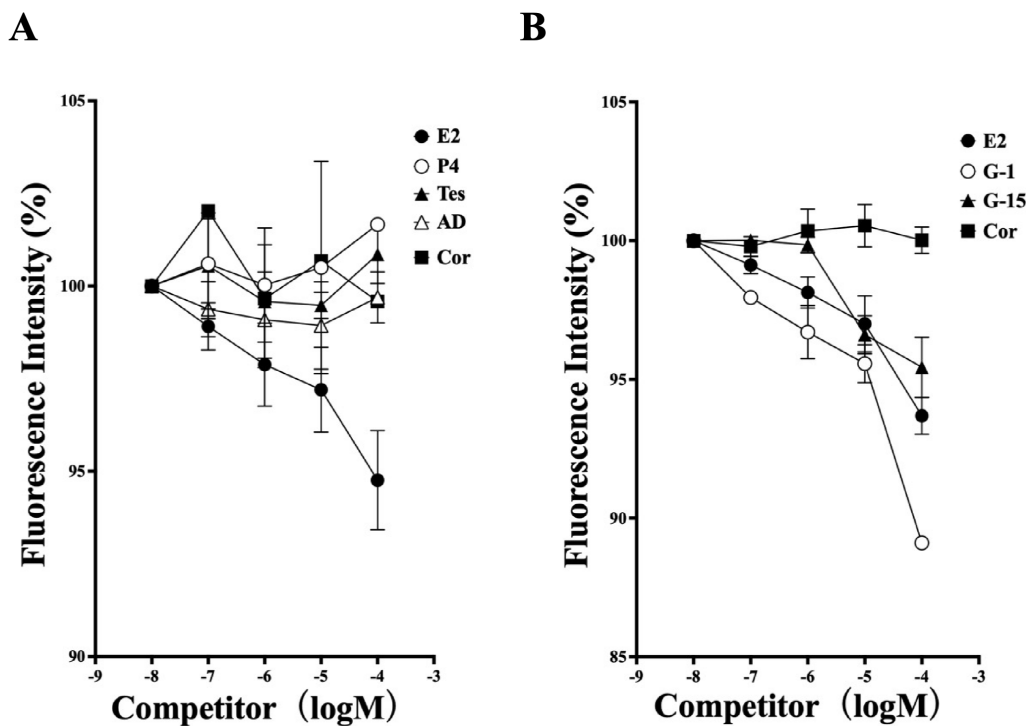 A
Fluorescence Intensity (%)
105
100
95
90
E2
P4
Tes
AD
Cor
-9 -8 -7 -6 -5 -4 -3
Competitor (logM)
B
Fluorescence Intensity (%)
105
100
95
90
85
E2
G-1
G-15
Cor
-9 -8 -7 -6 -5 -4 -3
Competitor (logM)